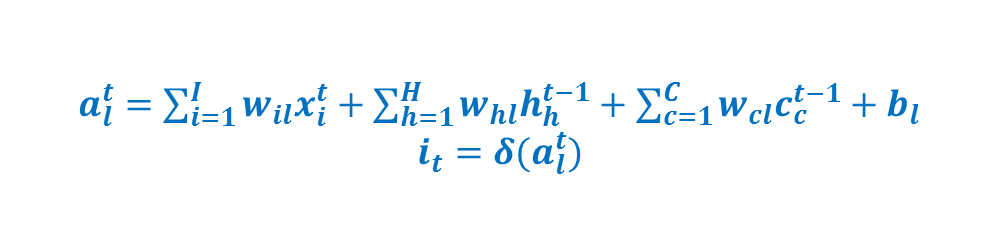 $a_l^t = \sum_{i=1}^{I} w_{il} x_i^t + \sum_{h=1}^{H} w_{hl} h_h^{t-1} + \sum_{c=1}^{C} w_{cl} c_c^{t-1} + b_l$
$i_t = \delta(a_l^t)$